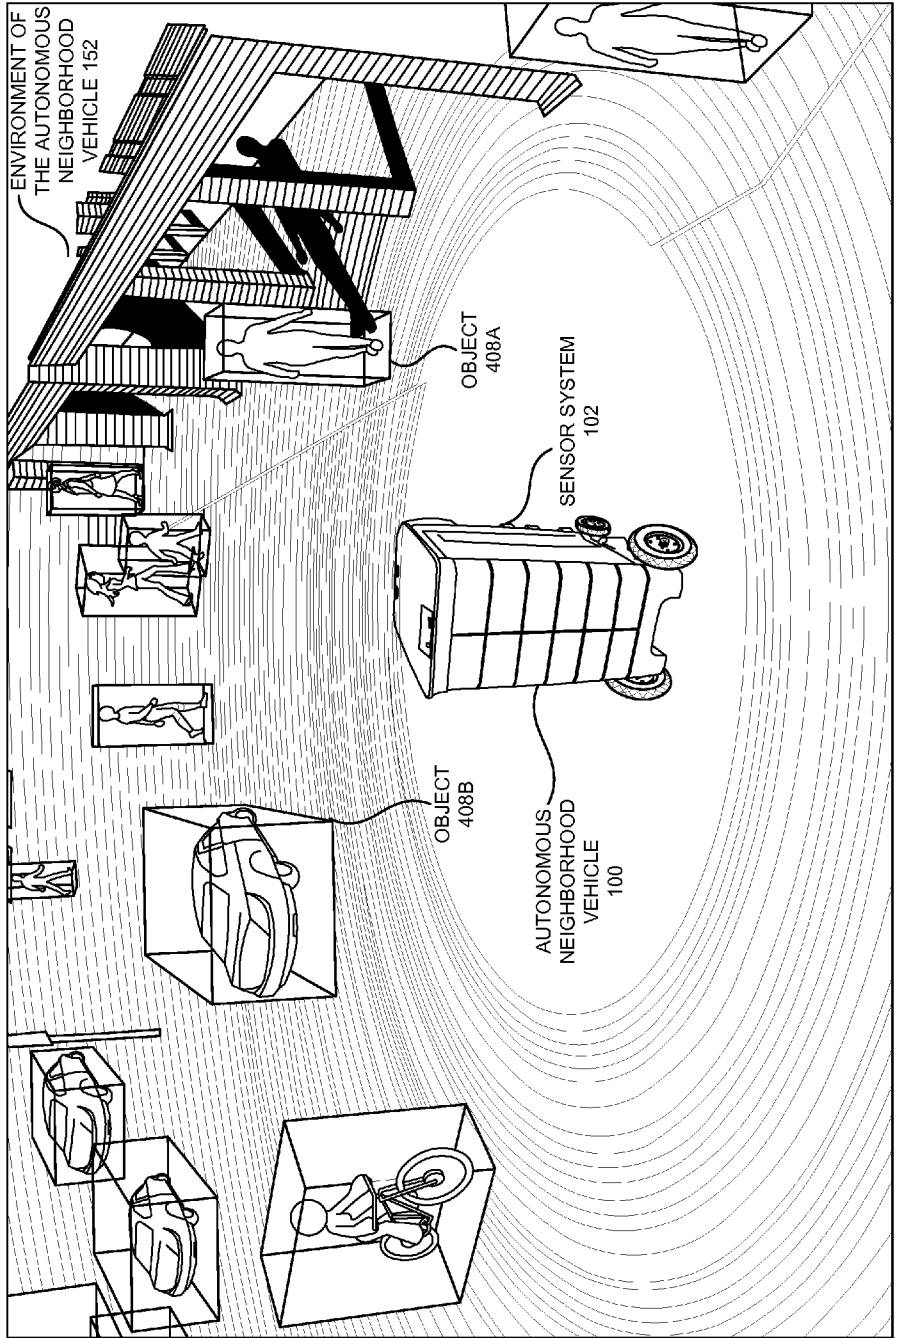 ENVIRONMENT OF
THE AUTONOMOUS
NEIGHBORHOOD
VEHICLE 152
OBJECT
408A
SENSOR SYSTEM
102
OBJECT
408B
AUTONOMOUS
NEIGHBORHOOD
VEHICLE
100